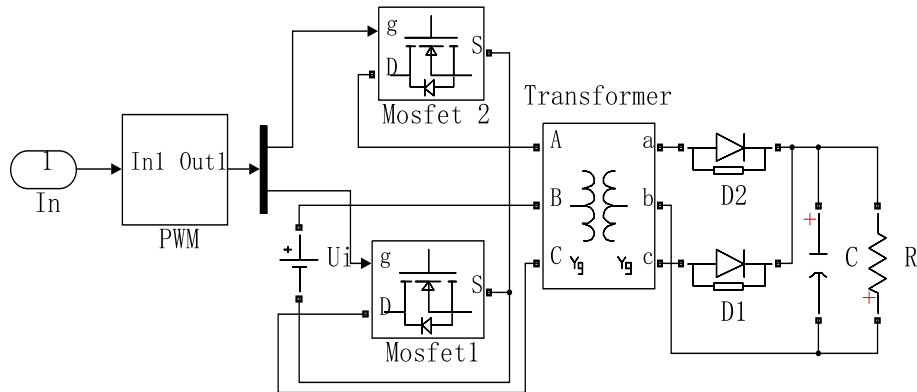 g
S
D
Mosfet 2
Transformer
1
In
In1 Out1
PWM
A
a
D2
B
b
Ui
C
c
Yg
Yg
D1
C
R
g
S
D
Mosfet1